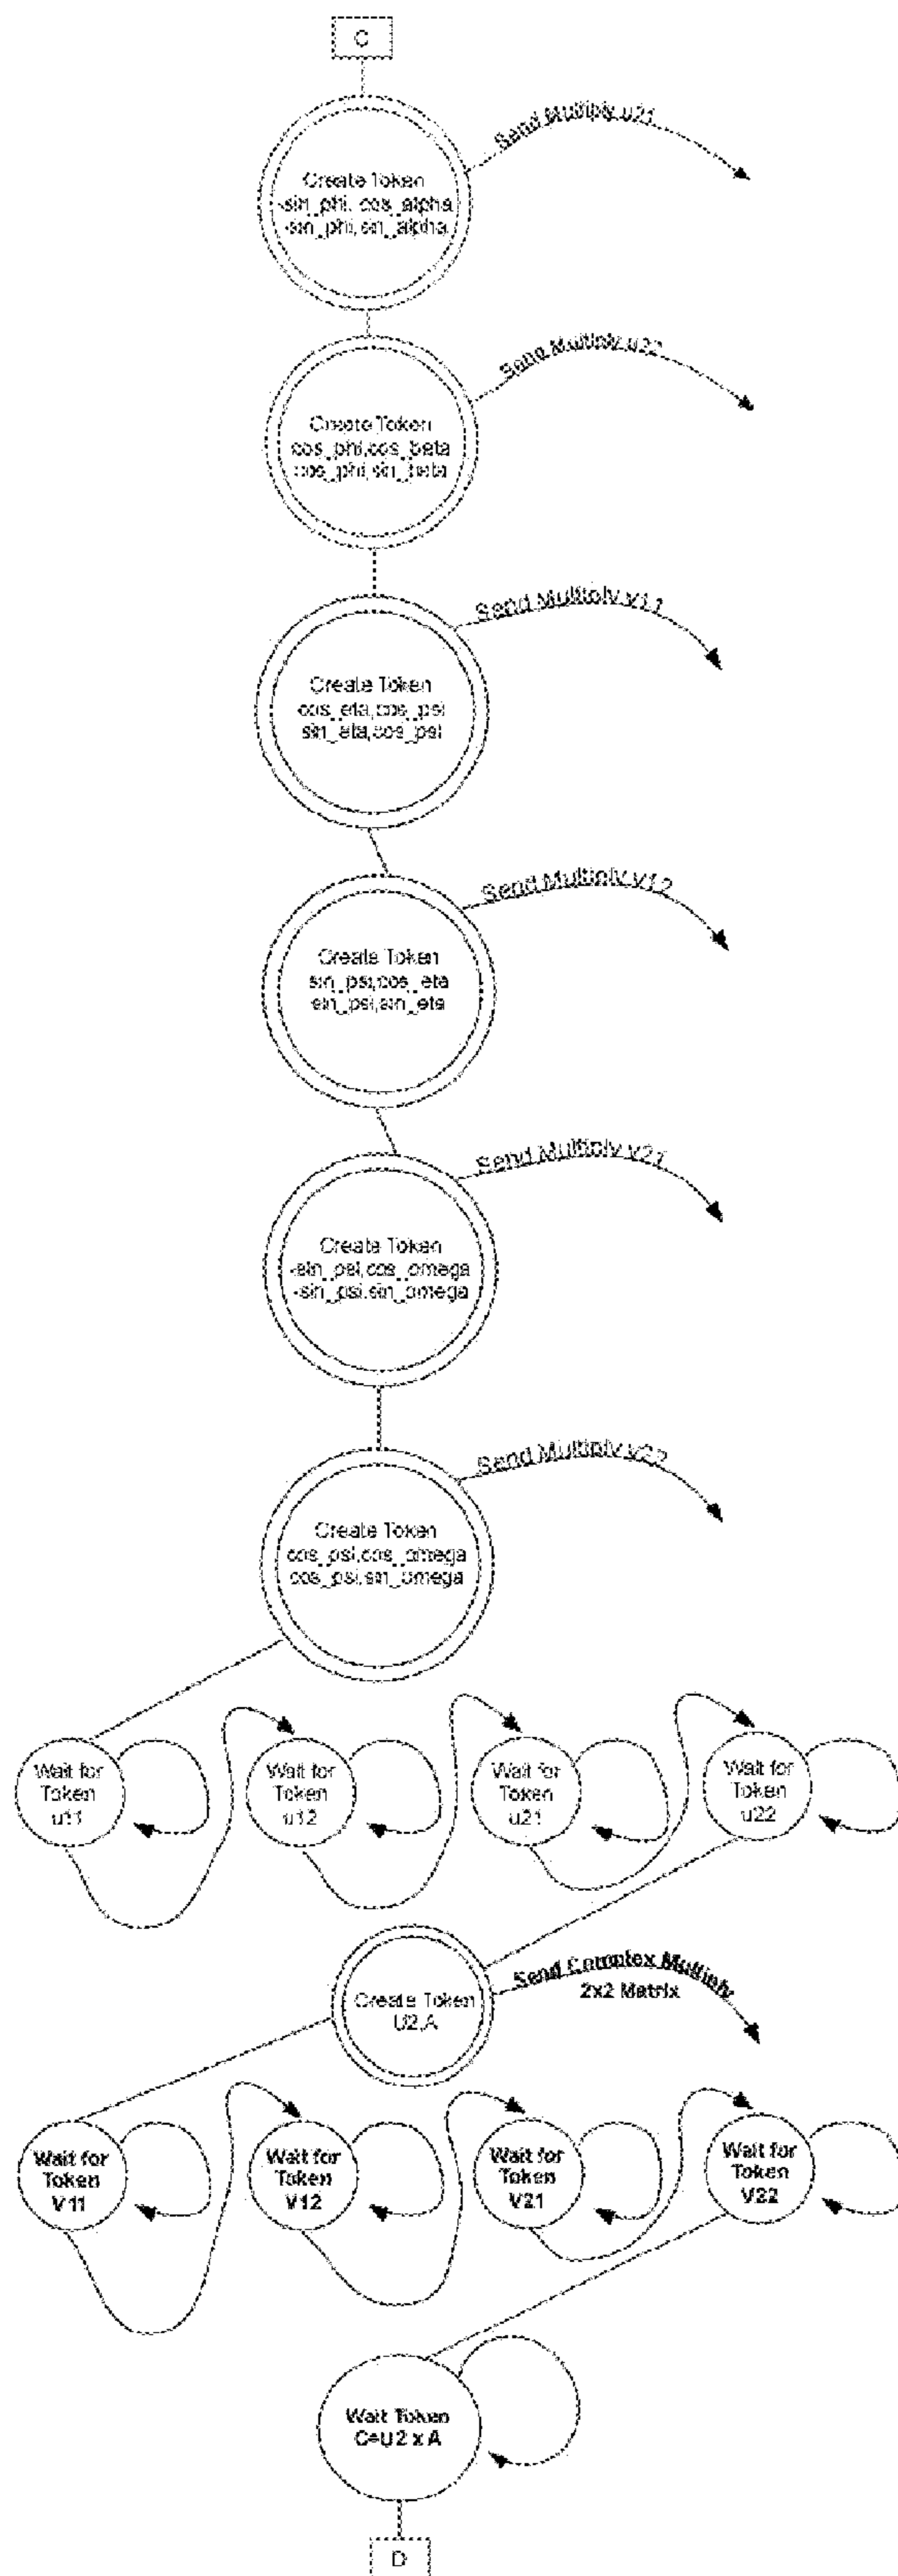 C
Send Multiply u21
Create Token
-sin_phi, cos_alpha
-sin_phi,sin_alpha
Send Multiply u22
Create Token
cos_phi,cos_beta
cos_phi,sin_beta
Send Multiply v11
Create Token
cos_eta,cos_psi
sin_eta,cos_psi
Send Multiply v12
Create Token
sin_psi,cos_eta
sin_psi,sin_eta
Send Multiply v21
Create Token
-sin_psi,cos_omega
-sin_psi,sin_omega
Send Multiply v22
Create Token
cos_psi,cos_omega
cos_psi,sin_omega
Wait for
Token
u11
Wait for
Token
u12
Wait for
Token
u21
Wait for
Token
u22
Send Complex Multiply
2x2 Matrix
Create Token
U2,A
Wait for
Token
V11
Wait for
Token
V12
Wait for
Token
V21
Wait for
Token
V22
Wait Token
C=U2 x A
D